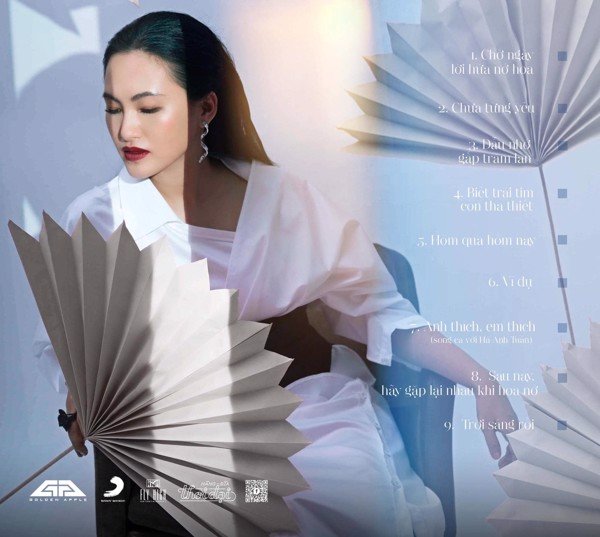 1. Chờ ngày
lời hứa nở hoa
2. Chưa từng yêu
3. Dẫu nhớ
gấp trăm lần
4. Biết trái tim
còn tha thiết
5. Hôm qua hôm nay
6. Ví dụ
7. Anh thích, em thích
(song ca với Hà Anh Tuấn)
8. Sau này,
hãy gặp lại nhau khi hoa nở
9. Trời sáng rồi
GOLDEN APPLE